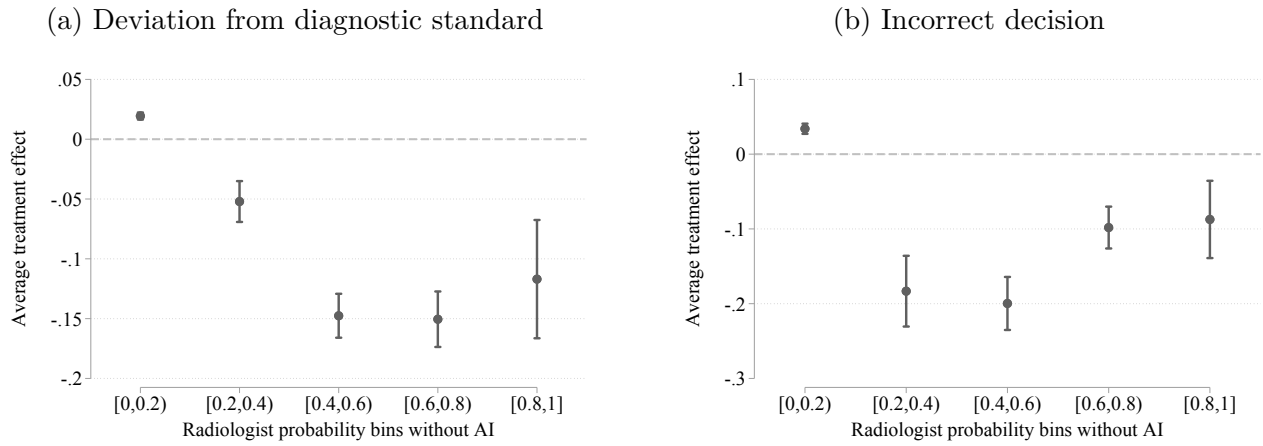 (a) Deviation from diagnostic standard
.05
0
-.05
-.1
-.15
-.2
Average treatment effect
[0,0.2) [0.2,0.4) [0.4,0.6) [0.6,0.8) [0.8,1]
Radiologist probability bins without AI
(b) Incorrect decision
.1
0
-.1
-.2
-.3
Average treatment effect
[0,0.2) [0.2,0.4) [0.4,0.6) [0.6,0.8) [0.8,1]
Radiologist probability bins without AI